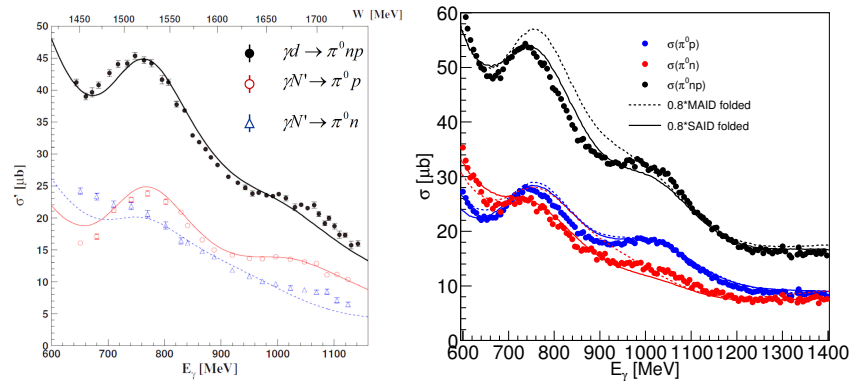 W [MeV]
1450 1500 1550 1600 1650 1700
50
45
40
35
30
25
20
15
10
5
0
σ' [μb]
γd → π⁰np
γN' → π⁰p
γN' → π⁰n
600 700 800 900 1000 1100
E_γ [MeV]
60
50
40
30
20
10
0
σ [μb]
σ(π⁰p)
σ(π⁰n)
σ(π⁰np)
0.8*MAID folded
0.8*SAID folded
600 700 800 900 1000 1100 1200 1300 1400
E_γ [MeV]